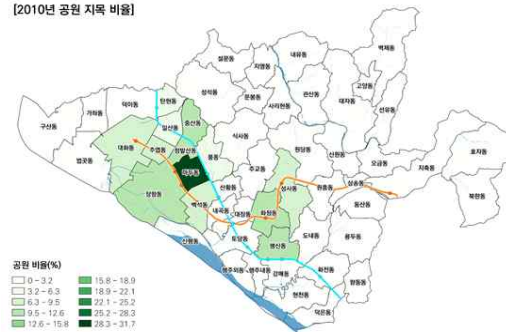 [2010년 공원 지목 비율]
벽제동
설문동
내유동
지영동
고양동
덕이동
탄현동
성석동
문봉동
관산동
대자동
선유동
구산동
가좌동
중산동
사리현동
일산동
식사동
원당동
법곳동
대화동
주엽동
정발산동
풍동
주교동
신원동
오금동
지축동
효자동
마두동
산황동
성사동
원흥동
삼송동
장항동
백석동
내곡동
대장동
화정동
동산동
북한동
신평동
토당동
행신동
도내동
용두동
행주외동
행주내동
강매동
화전동
향동동
현천동
덕은동
공원 비율(%)
0 – 3.2
3.2 – 6.3
6.3 – 9.5
9.5 – 12.6
12.6 – 15.8
15.8 – 18.9
18.9 – 22.1
22.1 – 25.2
25.2 – 28.3
28.3 – 31.7